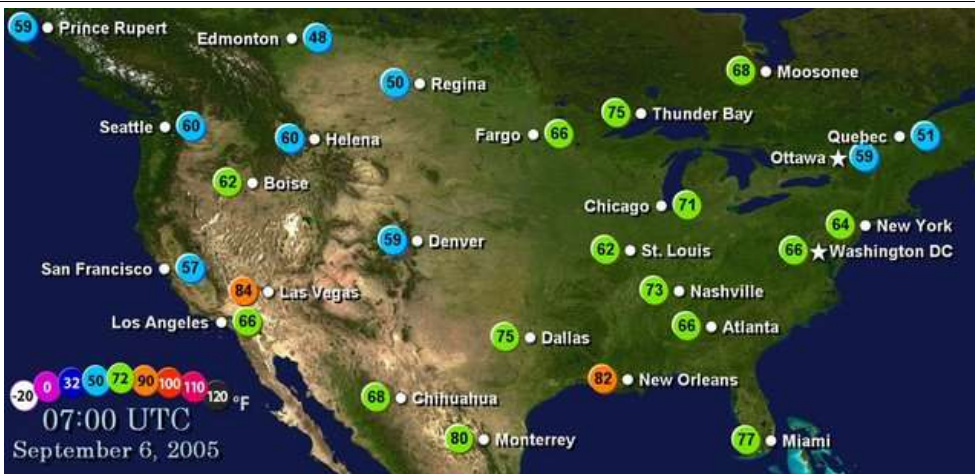 59 Prince Rupert
Edmonton 48
68 Moosonee
50 Regina
75 Thunder Bay
Seattle 60
60 Helena
Fargo 66
Quebec 51
Ottawa 59
62 Boise
Chicago 71
64 New York
59 Denver
62 St. Louis
66 Washington DC
San Francisco 57
84 Las Vegas
73 Nashville
Los Angeles 66
75 Dallas
66 Atlanta
82 New Orleans
68 Chihuahua
80 Monterrey
77 Miami
-20 0 32 50 72 90 100 110 120 °F
07:00 UTC
September 6, 2005